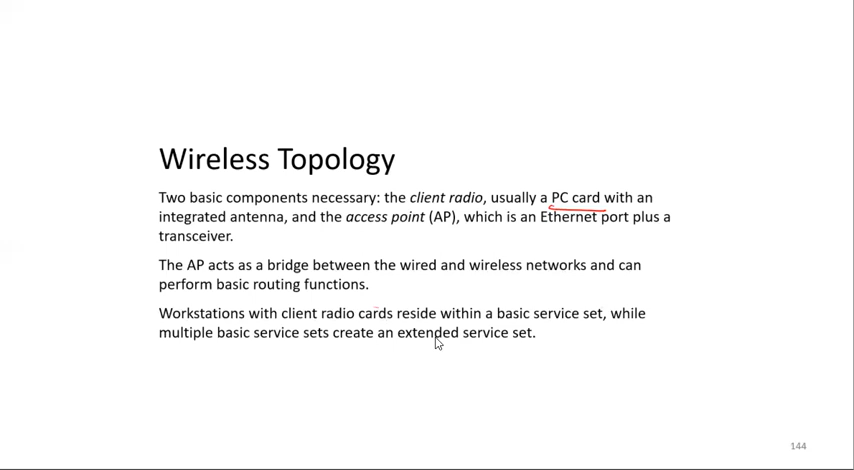 Wireless Topology
Two basic components necessary: the client radio, usually a PC card with an
integrated antenna, and the access point (AP), which is an Ethernet port plus a
transceiver.
The AP acts as a bridge between the wired and wireless networks and can
perform basic routing functions.
Workstations with client radio cards reside within a basic service set, while
multiple basic service sets create an extended service set.
144